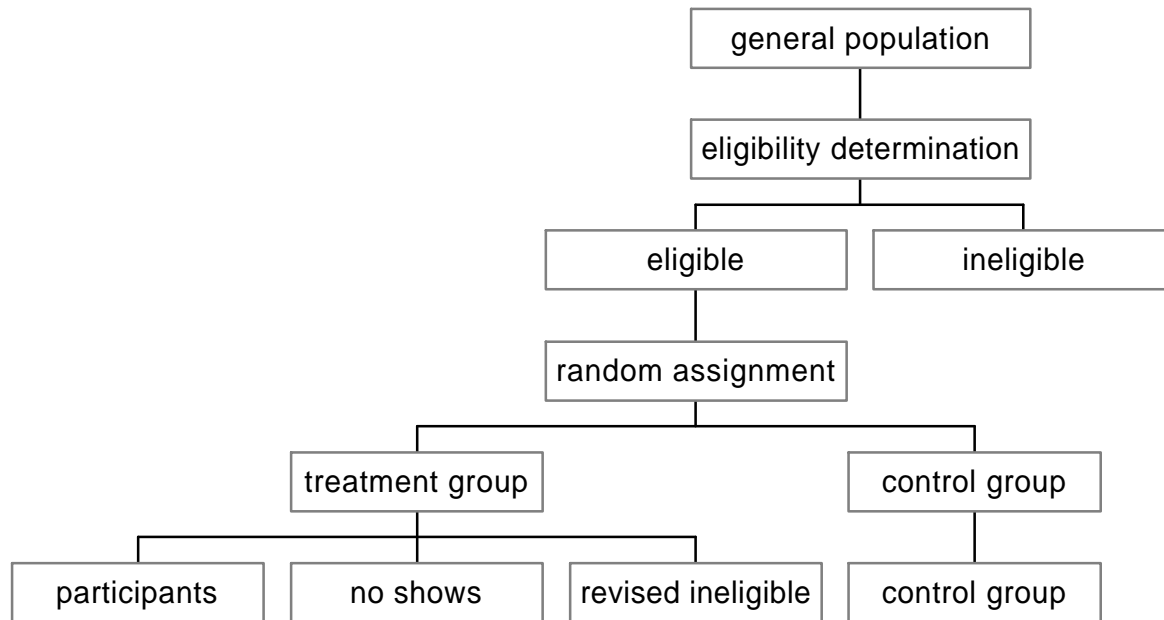 general population
eligibility determination
eligible
ineligible
random assignment
treatment group
control group
participants
no shows
revised ineligible
control group